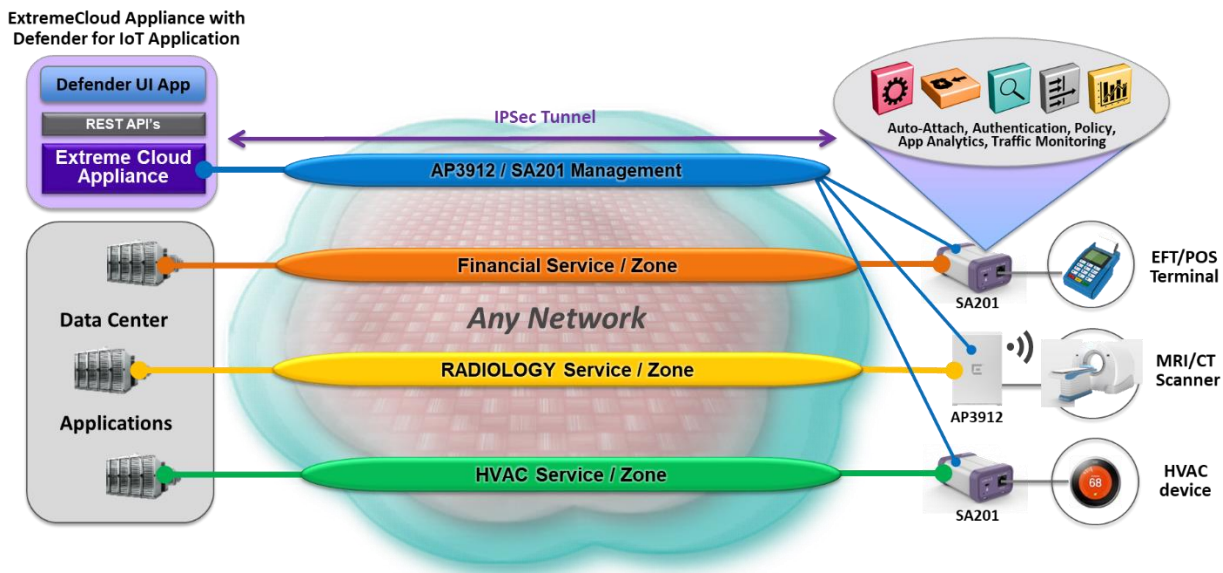 ExtremeCloud Appliance with
Defender for IoT Application
Defender UI App
REST API's
Extreme Cloud
Appliance
IPSec Tunnel
Auto-Attach, Authentication, Policy,
App Analytics, Traffic Monitoring
AP3912 / SA201 Management
Financial Service / Zone
SA201
EFT/POS
Terminal
Data Center
Any Network
RADIOLOGY Service / Zone
AP3912
MRI/CT
Scanner
Applications
HVAC Service / Zone
SA201
68
HVAC
device